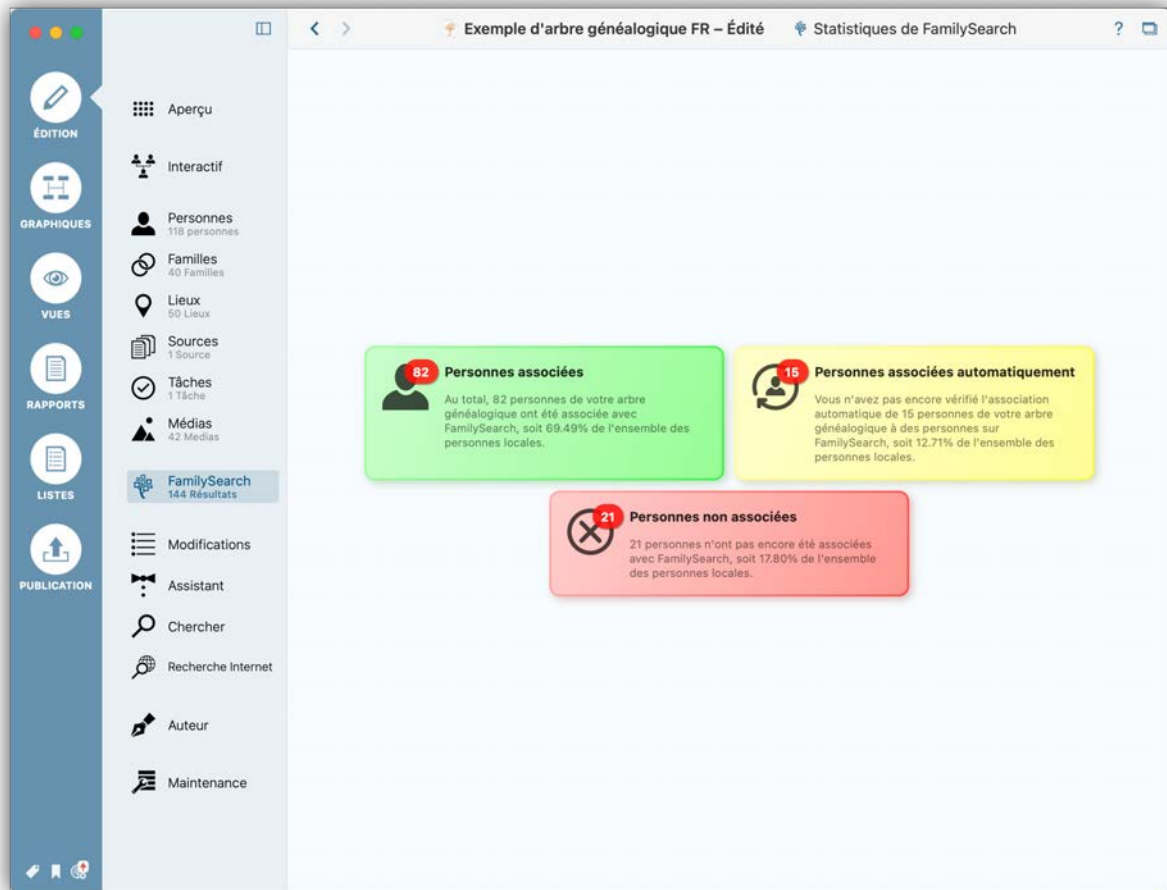 Exemple d'arbre généalogique FR – Édité
Statistiques de FamilySearch
?
ÉDITION
GRAPHIQUES
VUES
RAPPORTS
LISTES
PUBLICATION
Aperçu
Interactif
Personnes
118 personnes
Familles
40 Familles
Lieux
50 Lieux
Sources
1 Source
Tâches
1 Tâche
Médias
42 Medias
FamilySearch
144 Résultats
Modifications
Assistant
Chercher
Recherche Internet
Auteur
Maintenance
82
Personnes associées
Au total, 82 personnes de votre arbre
généalogique ont été associée avec
FamilySearch, soit 69.49% de l'ensemble des
personnes locales.
15
Personnes associées automatiquement
Vous n'avez pas encore vérifié l'association
automatique de 15 personnes de votre arbre
généalogique à des personnes sur
FamilySearch, soit 12.71% de l'ensemble des
personnes locales.
21
Personnes non associées
21 personnes n'ont pas encore été associées
avec FamilySearch, soit 17.80% de l'ensemble
des personnes locales.